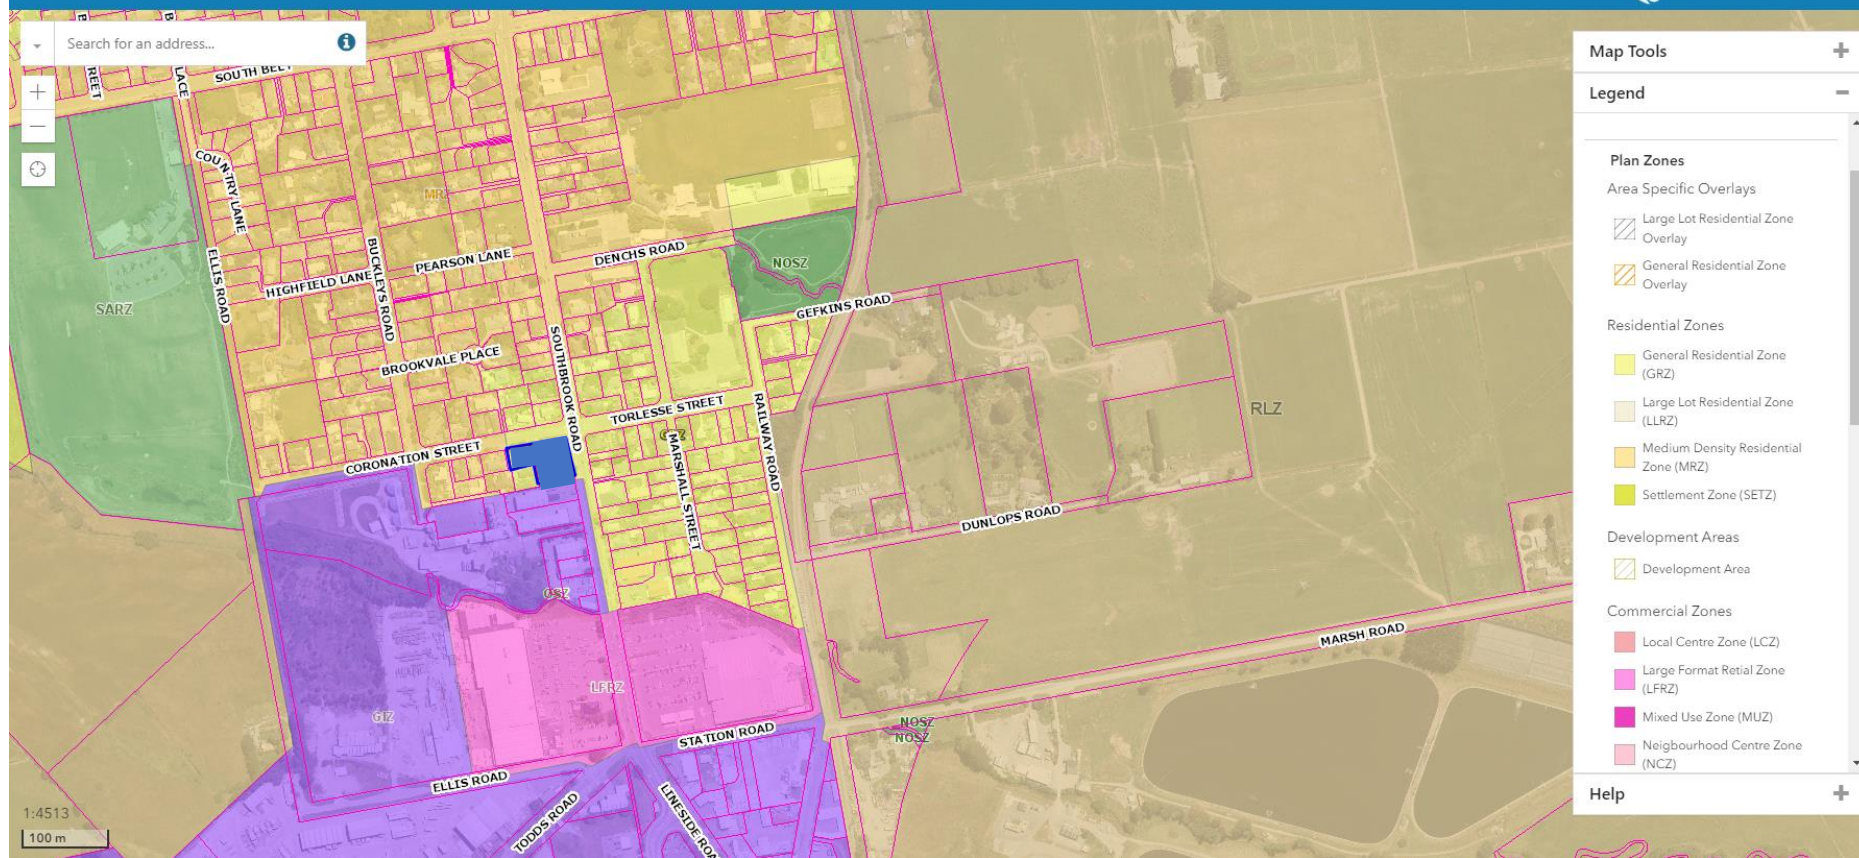 Search for an address...
Map Tools
Legend
Plan Zones
Area Specific Overlays
Large Lot Residential Zone
Overlay
General Residential Zone
Overlay
Residential Zones
General Residential Zone
(GRZ)
Large Lot Residential Zone
(LLRZ)
Medium Density Residential
Zone (MRZ)
Settlement Zone (SETZ)
Development Areas
Development Area
Commercial Zones
Local Centre Zone (LCZ)
Large Format Retial Zone
(LFRZ)
Mixed Use Zone (MUZ)
Neigbourhood Centre Zone
(NCZ)
Help
SOUTH BELT
LACE
REET
COUNTRY LANE
ELLIS ROAD
SARZ
HIGHFIELD LANE
BUCKLEYS ROAD
PEARSON LANE
BROOKVALE PLACE
SOUTHBROOK ROAD
DENCHS ROAD
NOSZ
GEFKINS ROAD
TORLESSE STREET
RAILWAY ROAD
MARSHALL STREET
CORONATION STREET
RLZ
DUNLOPS ROAD
MARSH ROAD
OSZ
LFRZ
GIZ
NOSZ
NOSZ
STATION ROAD
ELLIS ROAD
TODDS ROAD
LINESIDE ROA
1:4513
100 m